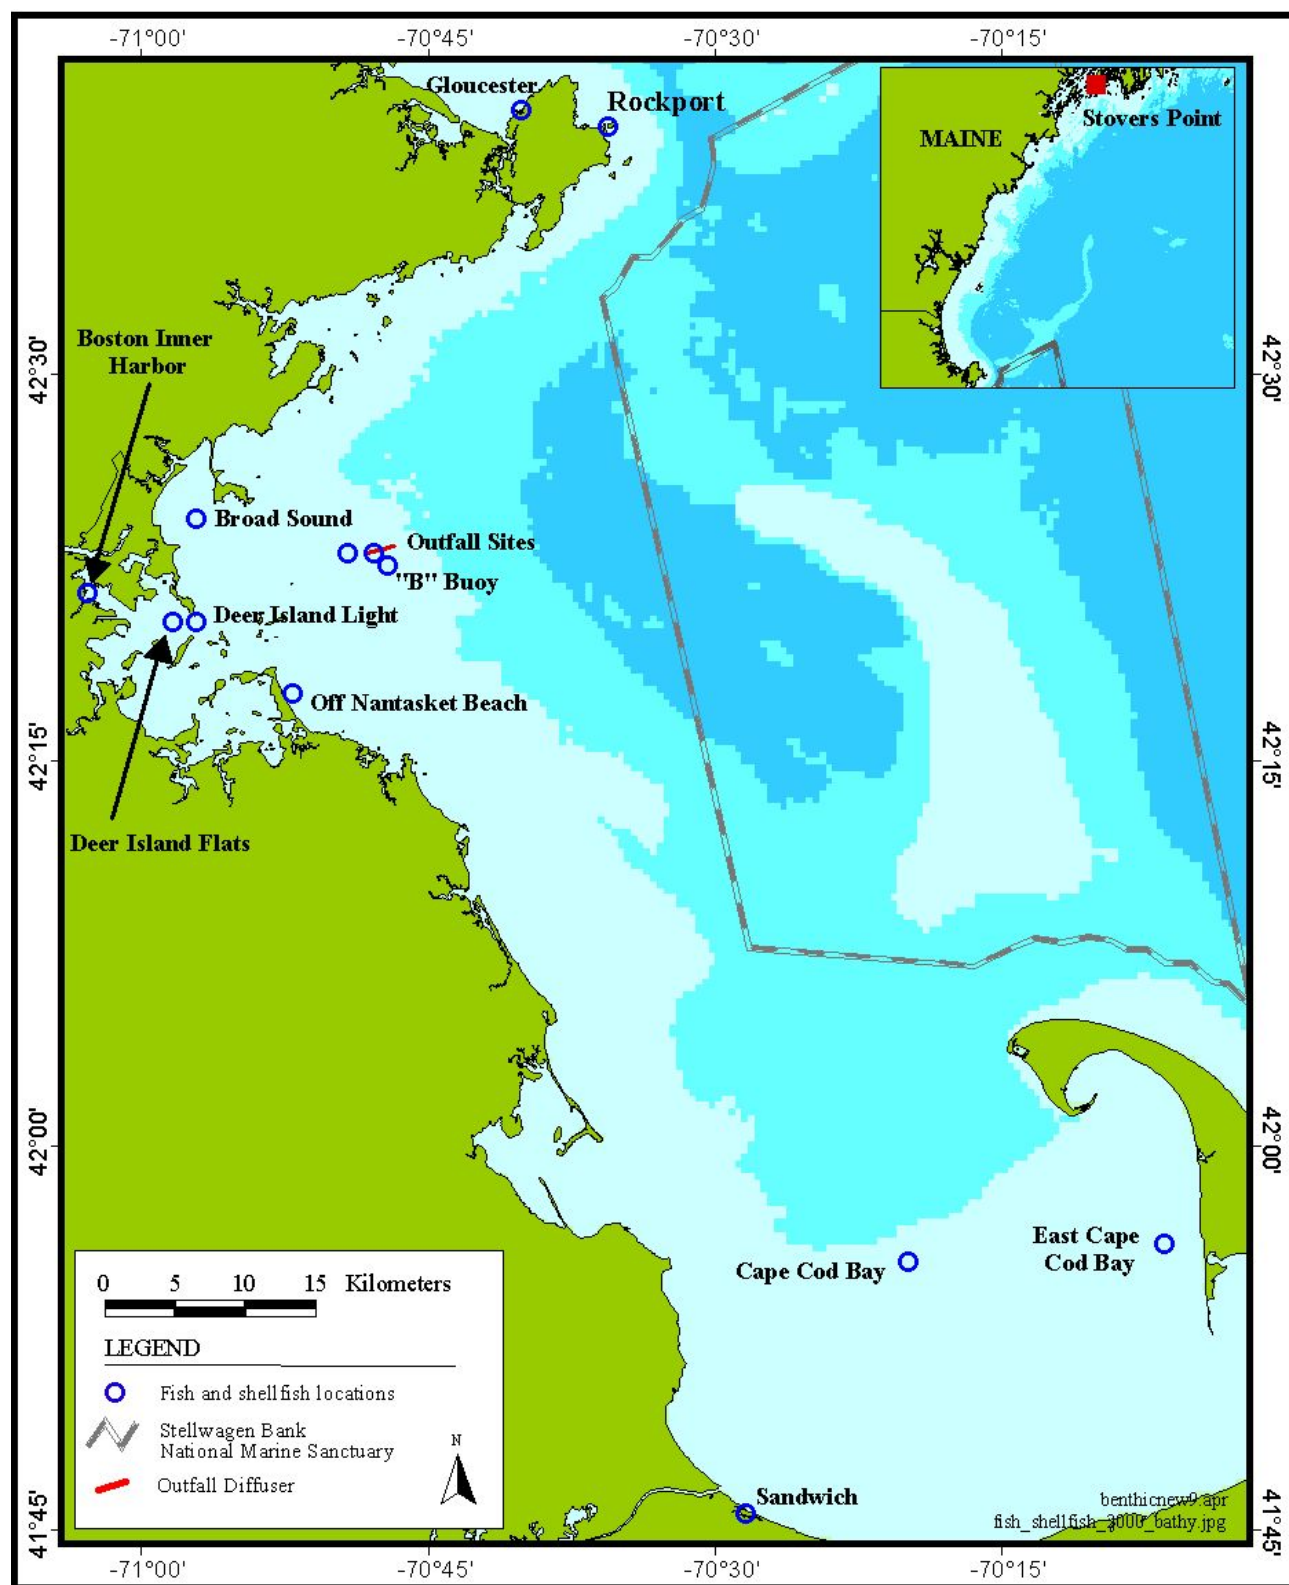 -71°00'
-70°45'
-70°30'
-70°15'
Gloucester
Rockport
Stovers Point
MAINE
42°30'
42°30'
Boston Inner
Harbor
Broad Sound
Outfall Sites
"B" Buoy
Deer Island Light
Off Nantasket Beach
42°15'
42°15'
Deer Island Flats
42°00'
42°00'
East Cape
Cod Bay
Cape Cod Bay
0 5 10 15 Kilometers
LEGEND
Fish and shellfish locations
Stellwagen Bank
National Marine Sanctuary
Outfall Diffuser
N
Sandwich
benthicnew9.apr
fish_shellfish_3000_bathy.jpg
41°45'
41°45'
-71°00'
-70°45'
-70°30'
-70°15'